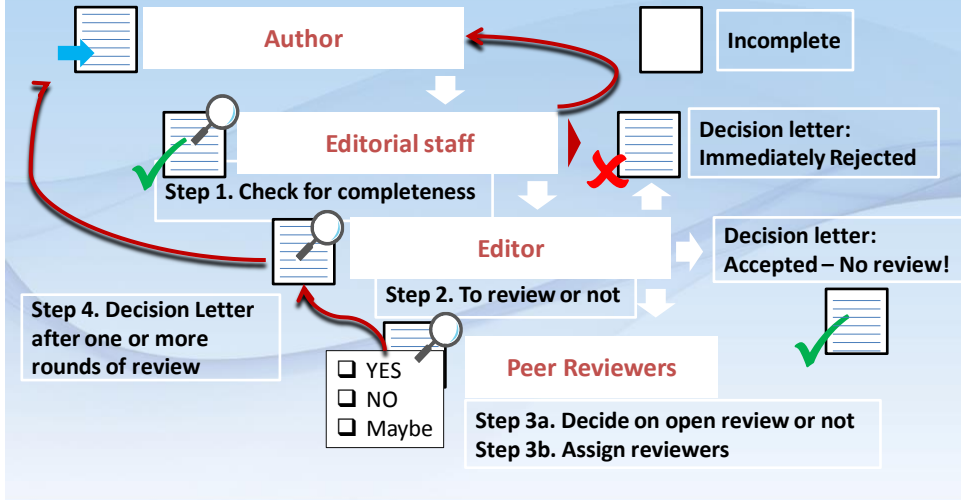 Author
Incomplete
Editorial staff
Decision letter:
Immediately Rejected
Step 1. Check for completeness
Editor
Decision letter:
Accepted – No review!
Step 2. To review or not
Step 4. Decision Letter
after one or more
rounds of review
YES
NO
Maybe
Peer Reviewers
Step 3a. Decide on open review or not
Step 3b. Assign reviewers